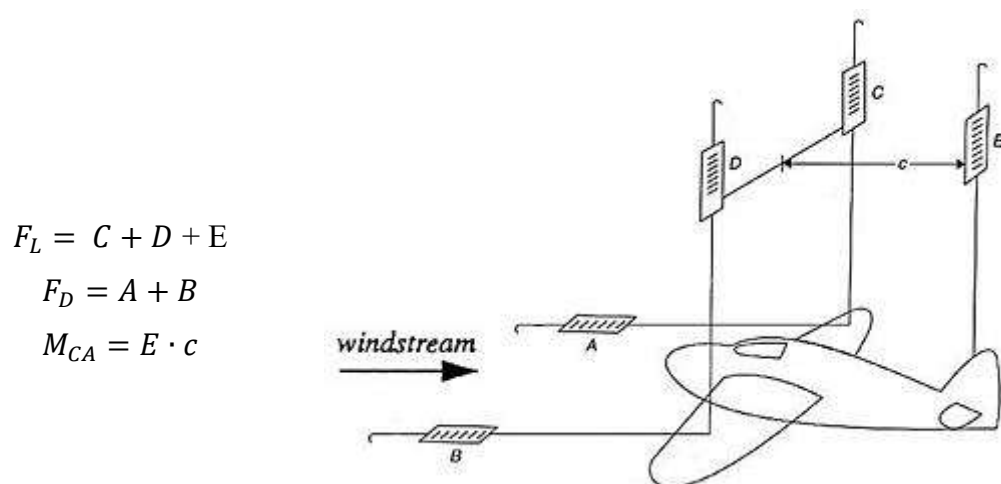 F_L = C + D + E
F_D = A + B
M_CA = E · c
C
D
E
c
A
windstream
B